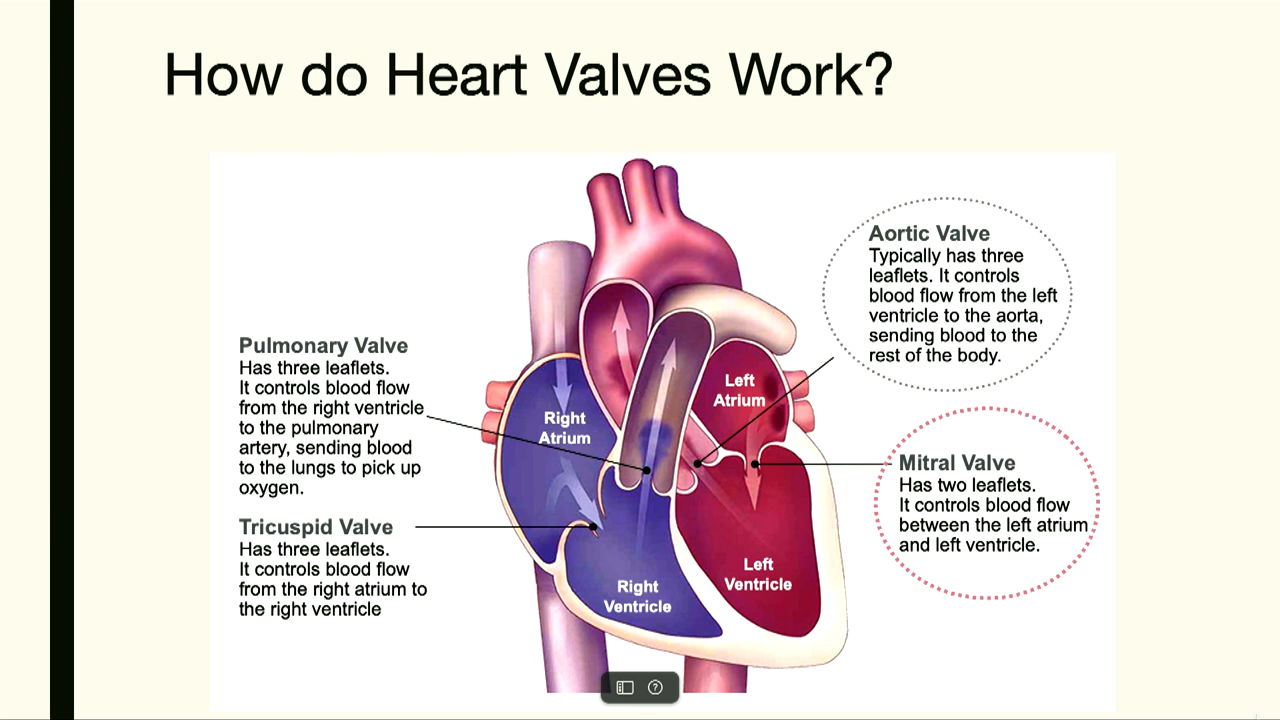 How do Heart Valves Work?
Pulmonary Valve
Has three leaflets.
It controls blood flow
from the right ventricle
to the pulmonary
artery, sending blood
to the lungs to pick up
oxygen.
Tricuspid Valve
Has three leaflets.
It controls blood flow
from the right atrium to
the right ventricle
Right
Atrium
Right
Ventricle
Left
Atrium
Left
Ventricle
Aortic Valve
Typically has three
leaflets. It controls
blood flow from the left
ventricle to the aorta,
sending blood to the
rest of the body.
Mitral Valve
Has two leaflets.
It controls blood flow
between the left atrium
and left ventricle.